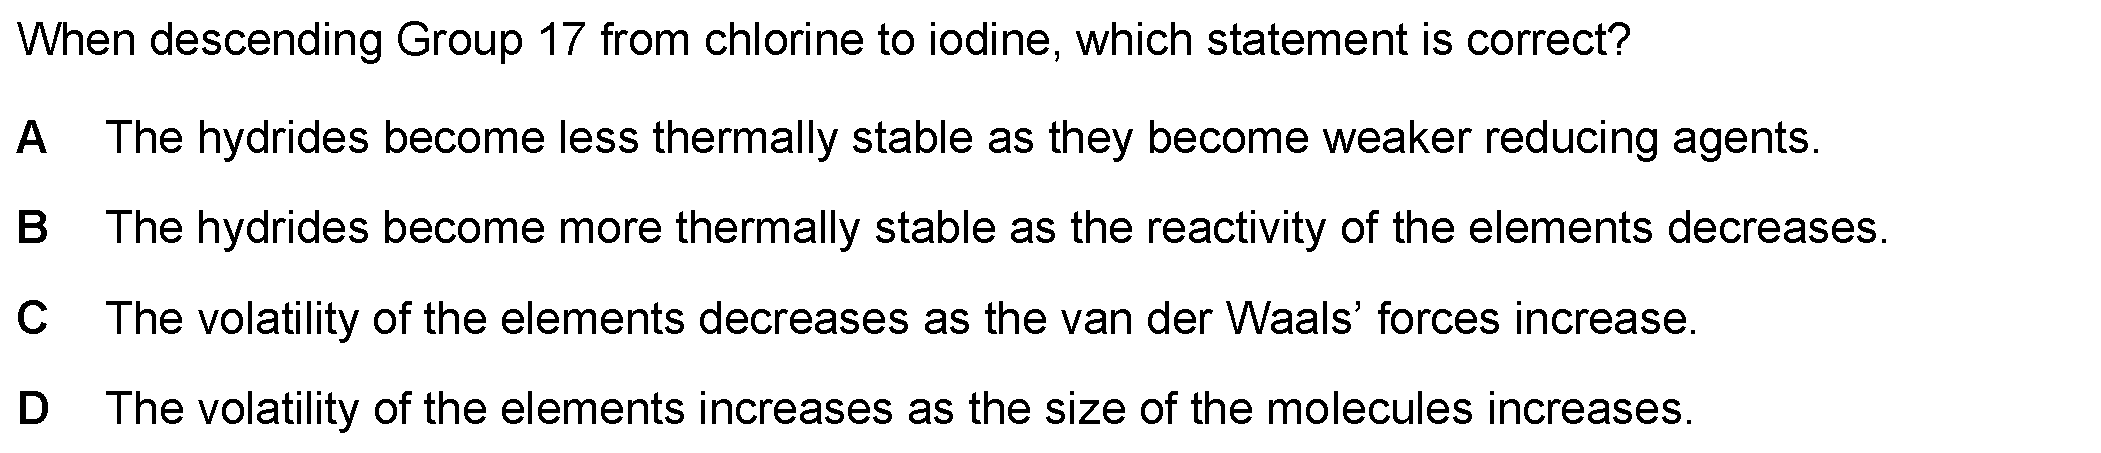 When descending Group 17 from chlorine to iodine, which statement is correct?
A The hydrides become less thermally stable as they become weaker reducing agents.
B The hydrides become more thermally stable as the reactivity of the elements decreases.
C The volatility of the elements decreases as the van der Waals’ forces increase.
D The volatility of the elements increases as the size of the molecules increases.